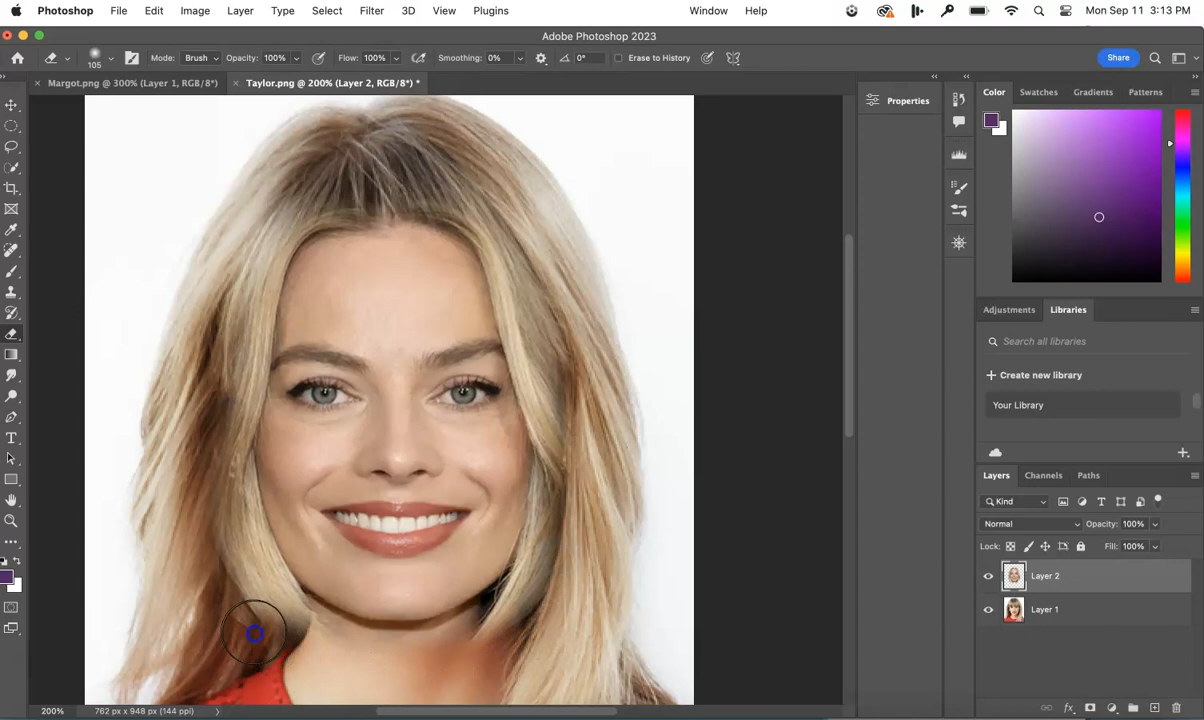 Photoshop File Edit Image Layer Type Select Filter 3D View Plugins Window Help Mon Sep 11 3:13 PM
Adobe Photoshop 2023
105 Mode: Brush Opacity: 100% Flow: 100% Smoothing: 0% 0° Erase to History Share
× Margot.png @ 300% (Layer 1, RGB/8*) × Taylor.png @ 200% (Layer 2, RGB/8*) *
Properties
Color Swatches Gradients Patterns
Adjustments Libraries
Search all libraries
+ Create new library
Your Library
Layers Channels Paths
Kind
Normal Opacity: 100%
Lock: Fill: 100%
Layer 2
Layer 1
200% 762 px x 948 px (144 ppi)